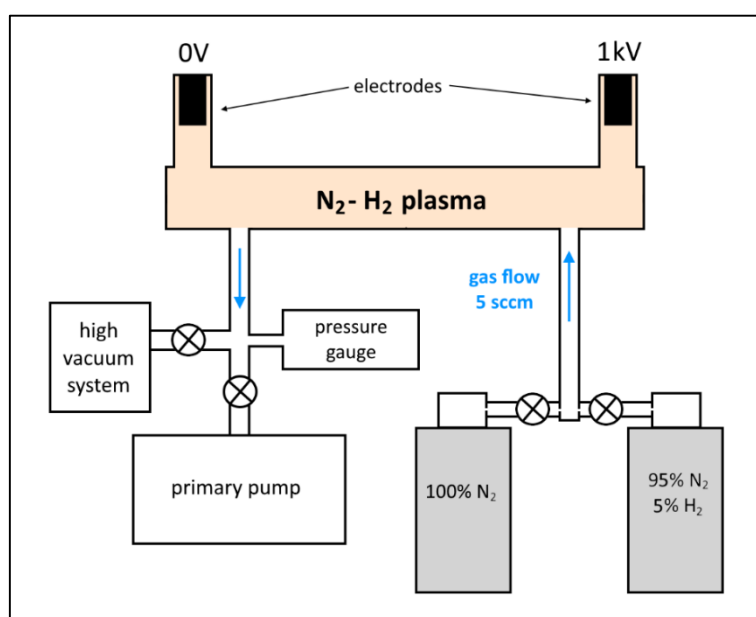 0V
1kV
electrodes
N₂- H₂ plasma
gas flow
5 sccm
high
vacuum
system
pressure
gauge
primary pump
100% N₂
95% N₂
5% H₂